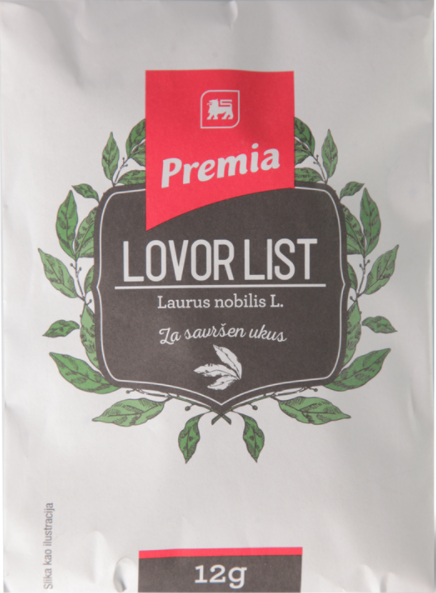 Premia
LOVOR LIST
Laurus nobilis L.
Za savršen ukus
Slika kao ilustracija
12g